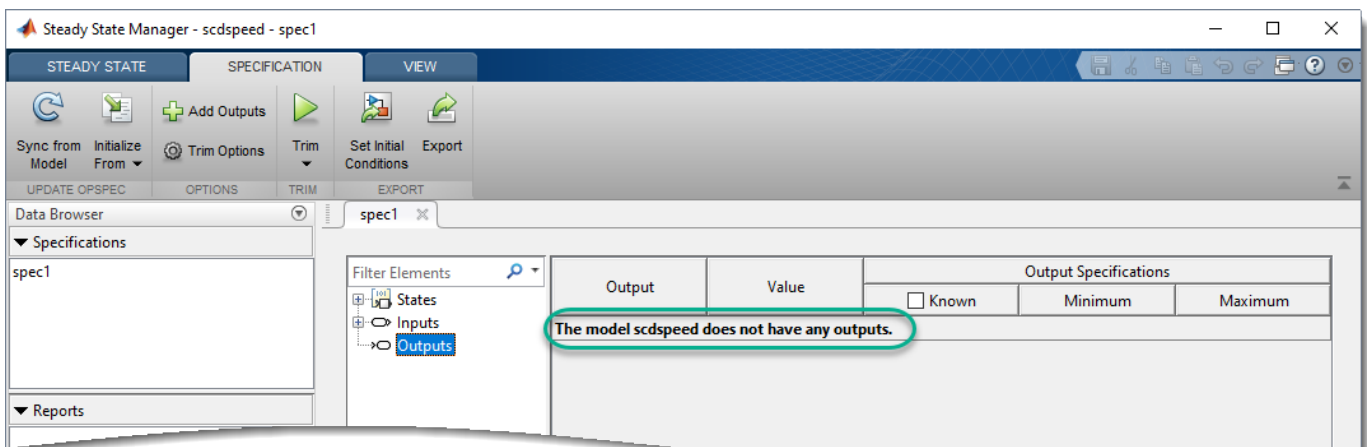 Steady State Manager - scdspeed - spec1
STEADY STATE
SPECIFICATION
VIEW
Sync from Model
Initialize From
Add Outputs
Trim Options
Trim
Set Initial Conditions
Export
UPDATE OPSPEC
OPTIONS
TRIM
EXPORT
Data Browser
spec1
Specifications
spec1
Reports
Filter Elements
States
Inputs
Outputs
Output
Value
Output Specifications
Known
Minimum
Maximum
The model scdspeed does not have any outputs.